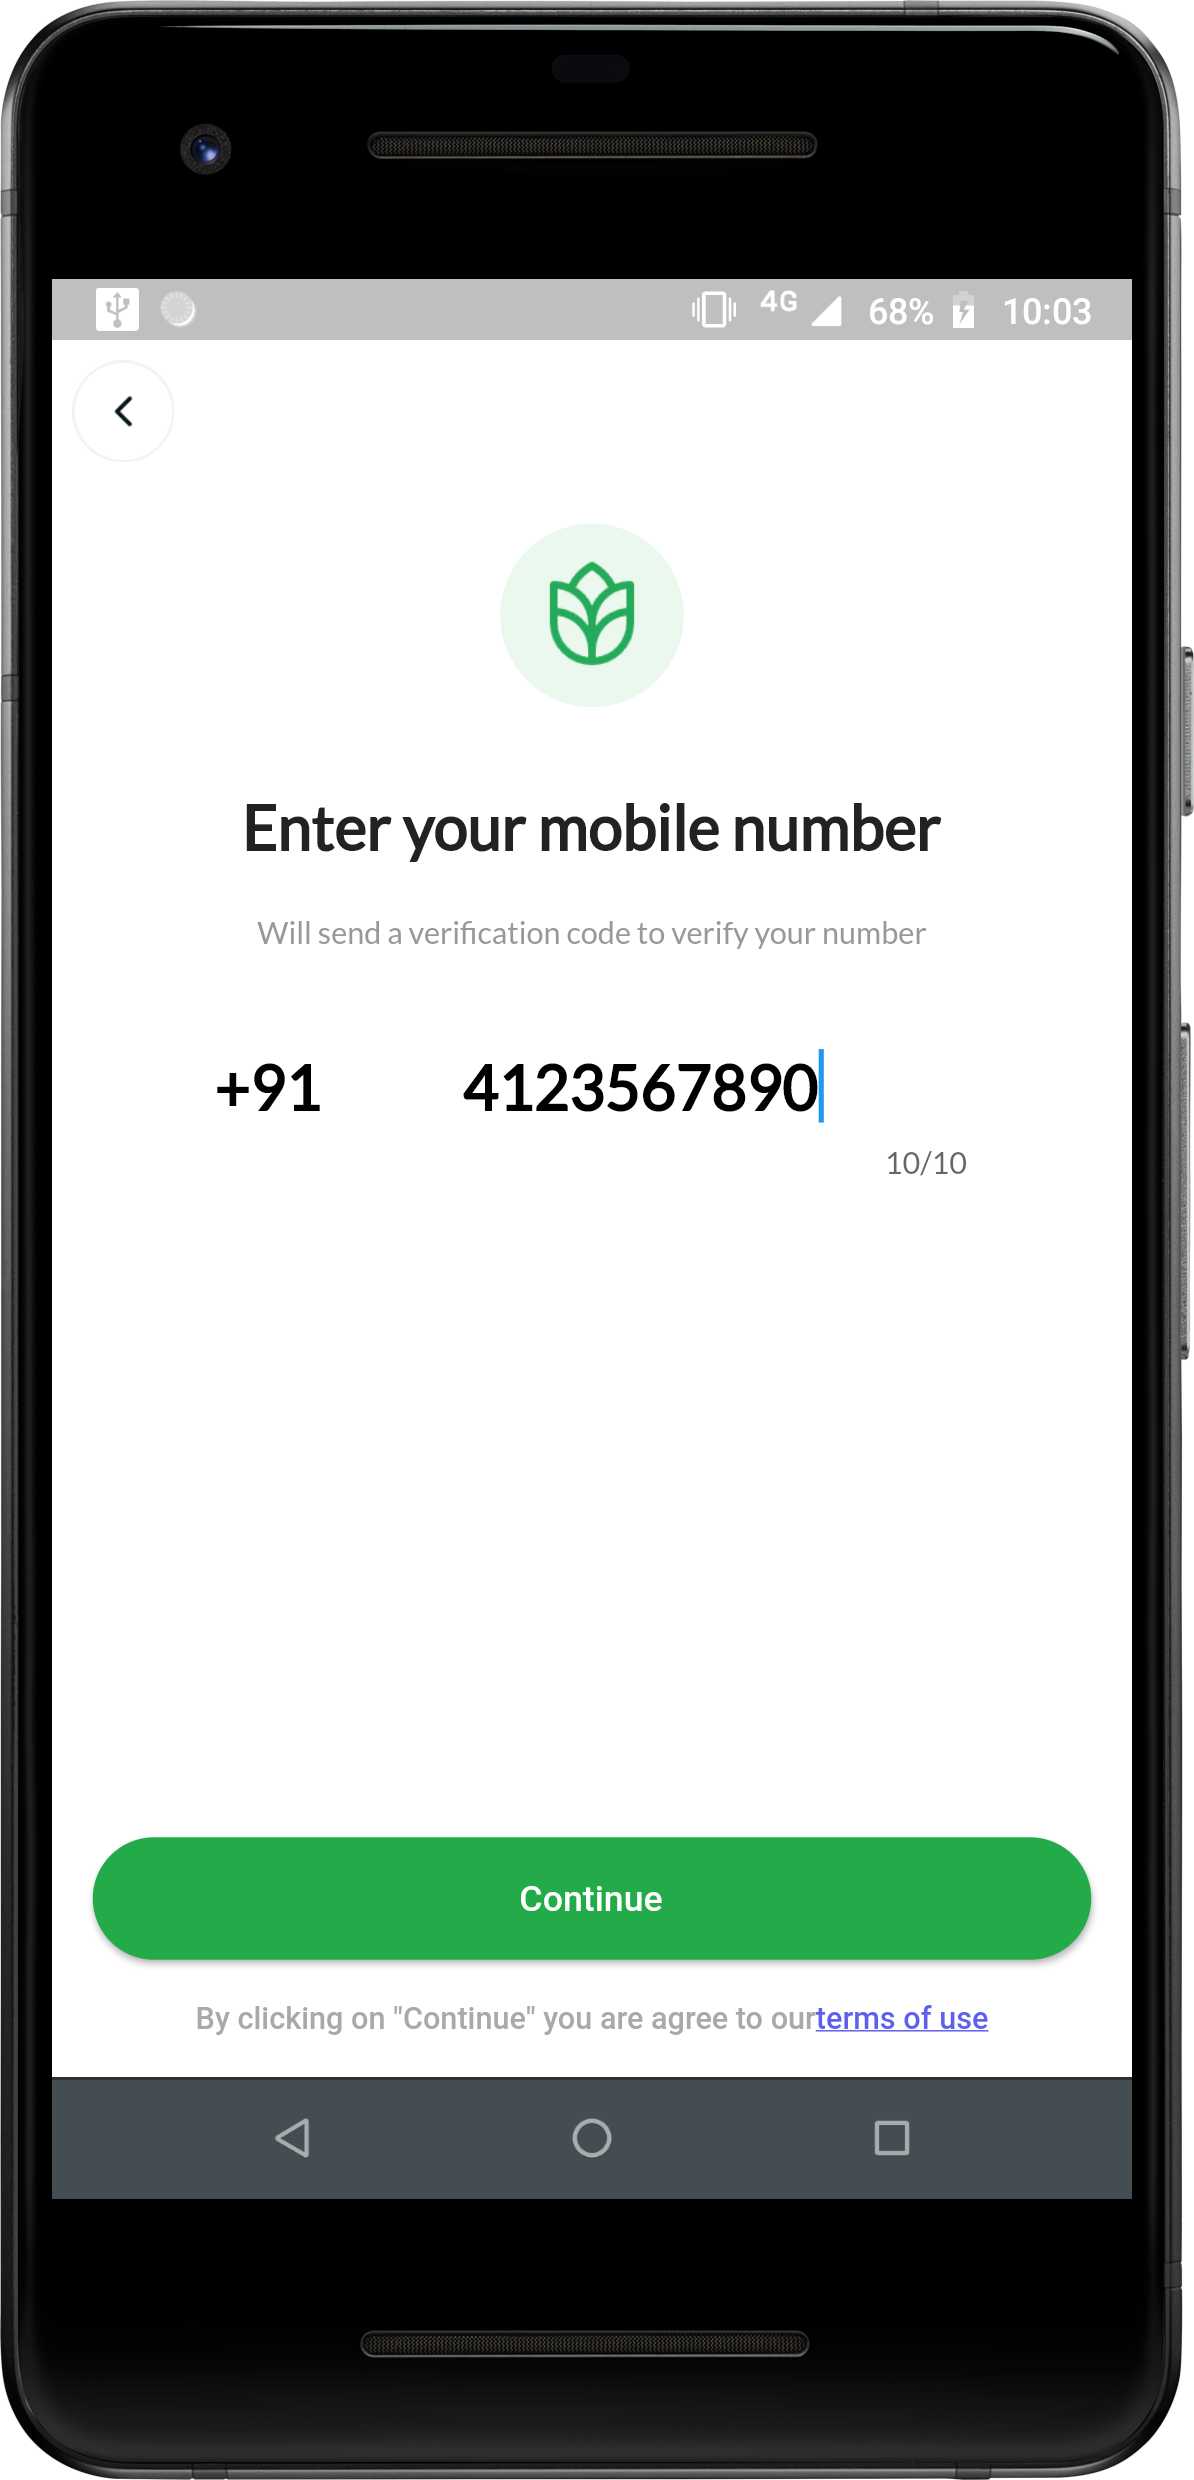 4G 68% 10:03
Enter your mobile number
Will send a verification code to verify your number
+91 4123567890
10/10
Continue
By clicking on "Continue" you are agree to ourterms of use